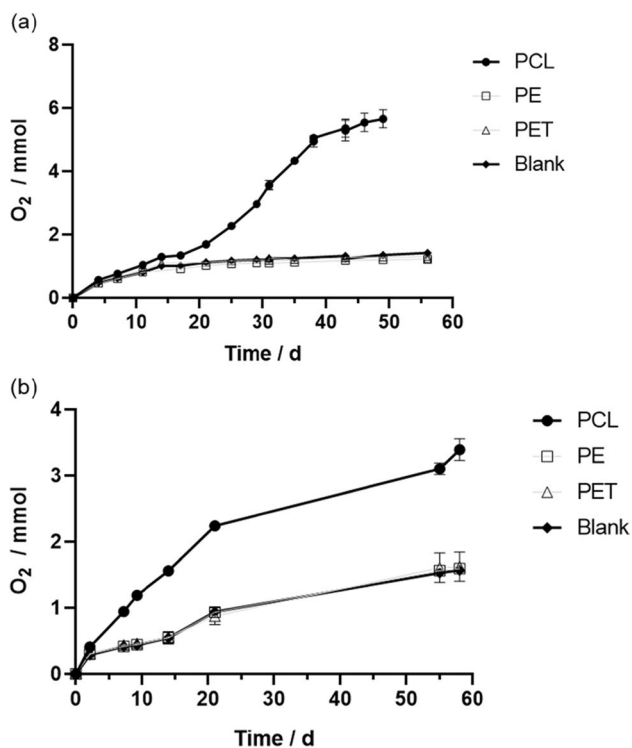 (a)
8
6
4
2
0
O₂ / mmol
0 10 20 30 40 50 60
Time / d
PCL
PE
PET
Blank
(b)
4
3
2
1
0
O₂ / mmol
0 10 20 30 40 50 60
Time / d
PCL
PE
PET
Blank